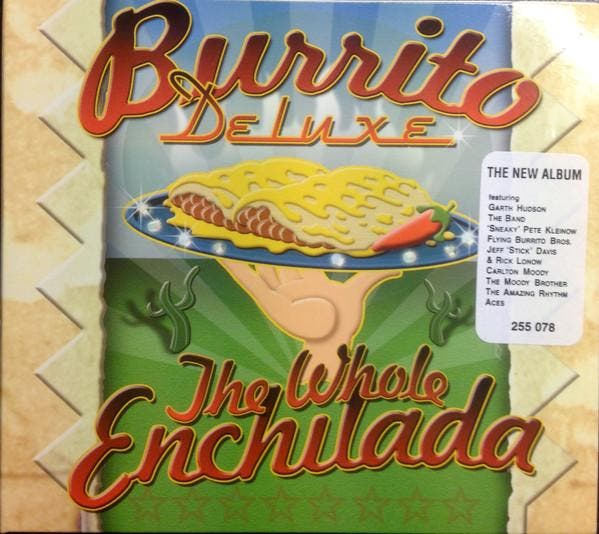 Burrito
DeLuxe
THE NEW ALBUM
featuring
GARTH HUDSON
THE BAND
'SNEAKY' PETE KLEINOW
FLYING BURRITO BROS.
JEFF 'STICK' DAVIS
& RICK LONOW
CARLTON MOODY
THE MOODY BROTHER
THE AMAZING RHYTHM
ACES
255 078
The Whole
Enchilada